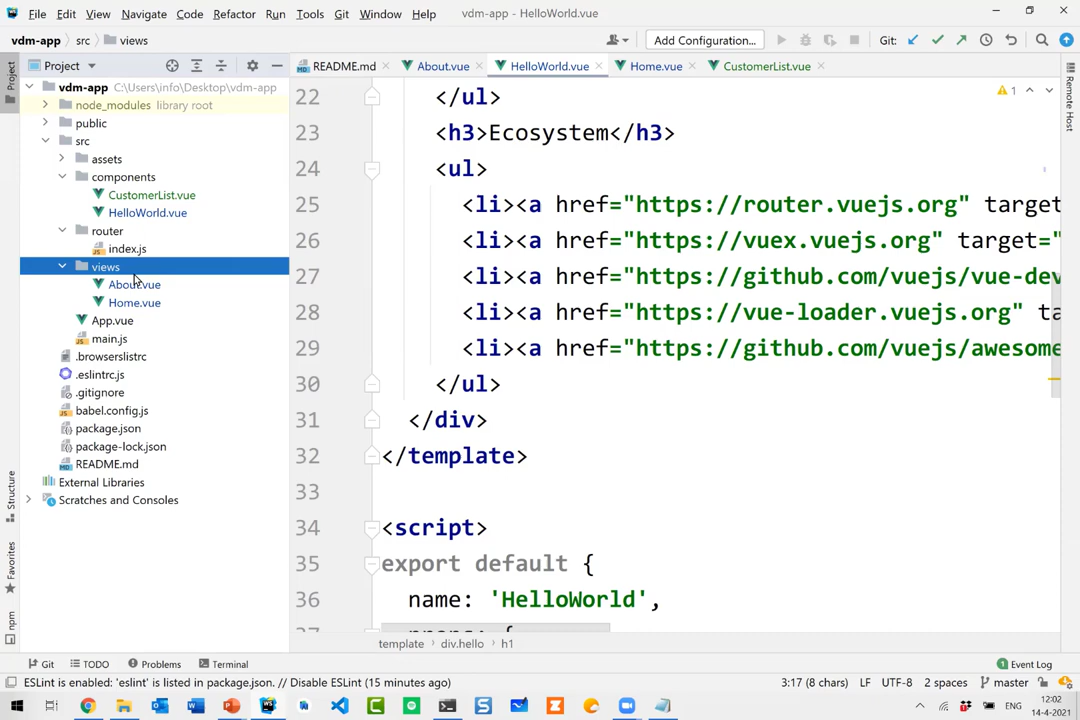 File Edit View Navigate Code Refactor Run Tools Git Window Help vdm-app - HelloWorld.vue
vdm-app src views Add Configuration... Git:
Project README.md About.vue HelloWorld.vue Home.vue CustomerList.vue
Project
vdm-app C:\Users\info\Desktop\vdm-app
node_modules library root
public
src
assets
components
CustomerList.vue
HelloWorld.vue
router
index.js
views
About.vue
Home.vue
App.vue
main.js
.browserslistrc
.eslintrc.js
.gitignore
babel.config.js
package.json
package-lock.json
README.md
External Libraries
Scratches and Consoles
Structure
Favorites
npm
22 </ul>
23 <h3>Ecosystem</h3>
24 <ul>
25 <li><a href="https://router.vuejs.org" target
26 <li><a href="https://vuex.vuejs.org" target="
27 <li><a href="https://github.com/vuejs/vue-dev
28 <li><a href="https://vue-loader.vuejs.org" ta
29 <li><a href="https://github.com/vuejs/awesome
30 </ul>
31 </div>
32 </template>
33
34 <script>
35 export default {
36 name: 'HelloWorld',
1
Remote Host
template div.hello h1
Git TODO Problems Terminal 1 Event Log
ESLint is enabled: 'eslint' is listed in package.json. // Disable ESLint (15 minutes ago) 3:17 (8 chars) LF UTF-8 2 spaces master
ENG 12:02
14-4-2021